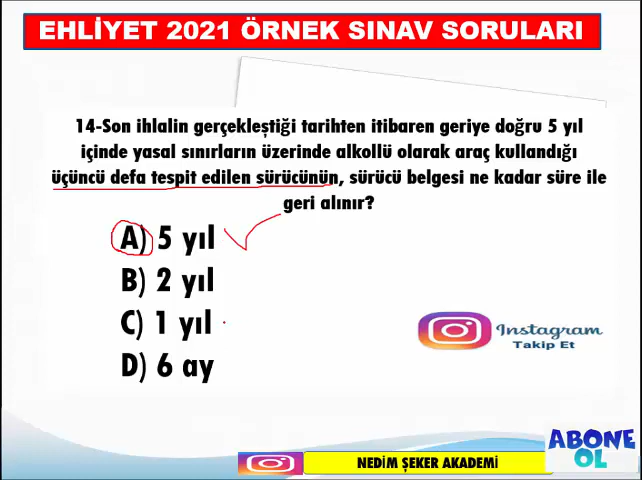 EHLİYET 2021 ÖRNEK SINAV SORULARI
14-Son ihlalin gerçekleştiği tarihten itibaren geriye doğru 5 yıl
içinde yasal sınırların üzerinde alkollü olarak araç kullandığı
üçüncü defa tespit edilen sürücünün, sürücü belgesi ne kadar süre ile
geri alınır?
A) 5 yıl
B) 2 yıl
C) 1 yıl
D) 6 ay
Instagram
Takip Et
NEDİM ŞEKER AKADEMİ
ABONE
OL